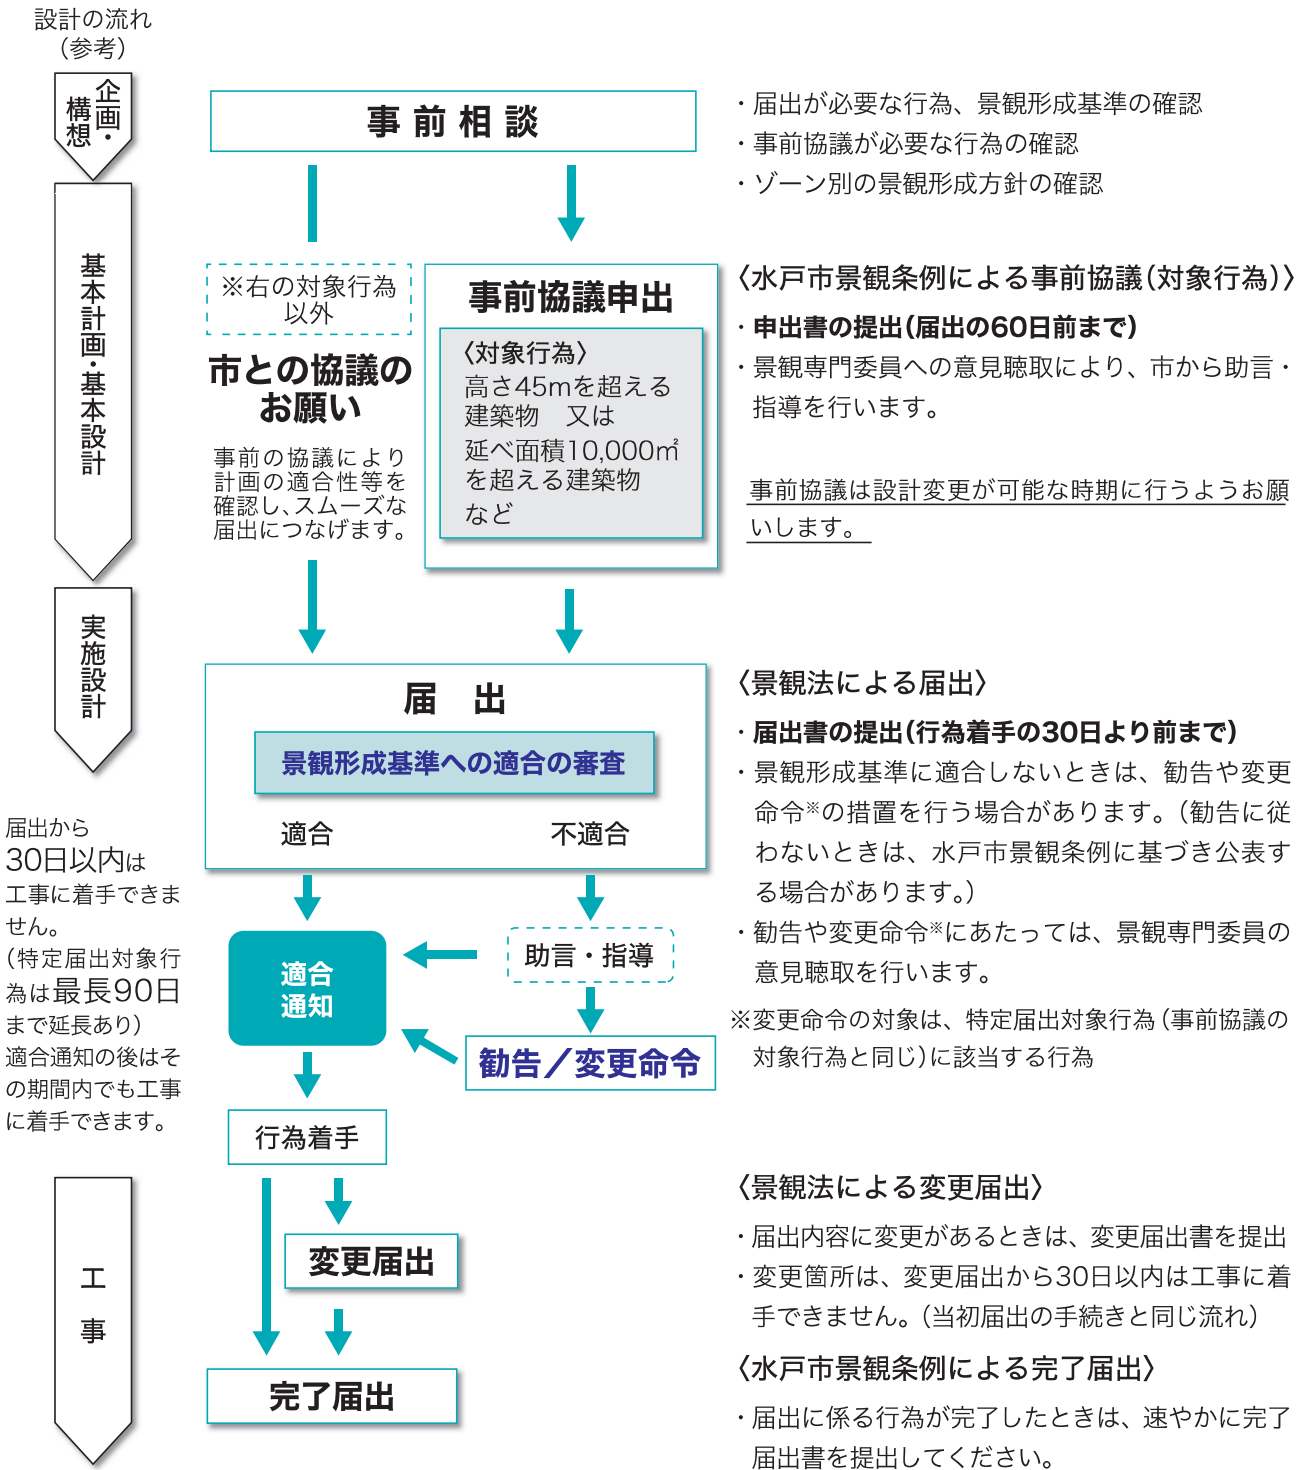 設計の流れ
（参考）
企画・
構想
基本計画・基本設計
実施設計
届出から
30日以内は
工事に着手できま
せん。
（特定届出対象行
為は最長90日
まで延長あり）
適合通知の後はそ
の期間内でも工事
に着手できます。
工　事
事前相談
※右の対象行為
以外
市との協議の
お願い
事前の協議により
計画の適合性等を
確認し、スムーズな
届出につなげます。
事前協議申出
〈対象行為〉
高さ45mを超える
建築物　又は
延べ面積10,000㎡
を超える建築物
など
届　出
景観形成基準への適合の審査
適合
不適合
適合
通知
助言・指導
勧告／変更命令
行為着手
変更届出
完了届出
・届出が必要な行為、景観形成基準の確認
・事前協議が必要な行為の確認
・ゾーン別の景観形成方針の確認
〈水戸市景観条例による事前協議（対象行為）〉
・申出書の提出（届出の60日前まで）
・景観専門委員への意見聴取により、市から助言・
指導を行います。
事前協議は設計変更が可能な時期に行うようお願
いします。
〈景観法による届出〉
・届出書の提出（行為着手の30日より前まで）
・景観形成基準に適合しないときは、勧告や変更
命令※の措置を行う場合があります。（勧告に従
わないときは、水戸市景観条例に基づき公表す
る場合があります。）
・勧告や変更命令※にあたっては、景観専門委員の
意見聴取を行います。
※変更命令の対象は、特定届出対象行為（事前協議の
対象行為と同じ）に該当する行為
〈景観法による変更届出〉
・届出内容に変更があるときは、変更届出書を提出
・変更箇所は、変更届出から30日以内は工事に着
手できません。（当初届出の手続きと同じ流れ）
〈水戸市景観条例による完了届出〉
・届出に係る行為が完了したときは、速やかに完了
届出書を提出してください。